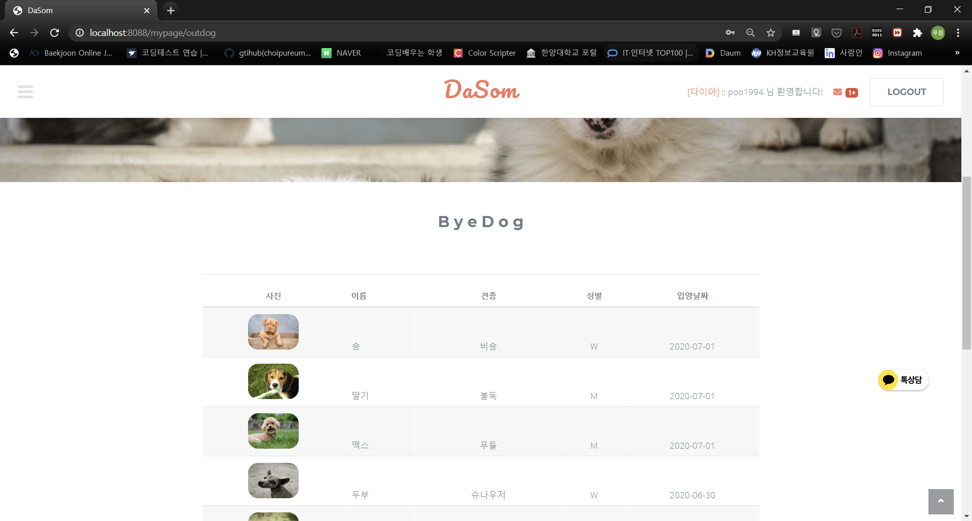 DaSom
localhost:8088/mypage/outdog
Baekjoon Online J... 코딩테스트 연습 |... gtihub(choipureum... NAVER 코딩배우는 학생 Color Scripter 한양대학교 포털 IT·인터넷 TOP100 |... Daum KH정보교육원 사람인 Instagram »
DaSom
[다이아] :: poo1994 님 환영합니다! 1+ LOGOUT
ByeDog
사진 이름 견종 성별 입양날짜
숑 비숑 W 2020-07-01
딸기 불독 M 2020-07-01
맥스 푸들 M 2020-07-01
두부 슈나우저 W 2020-06-30
톡상담